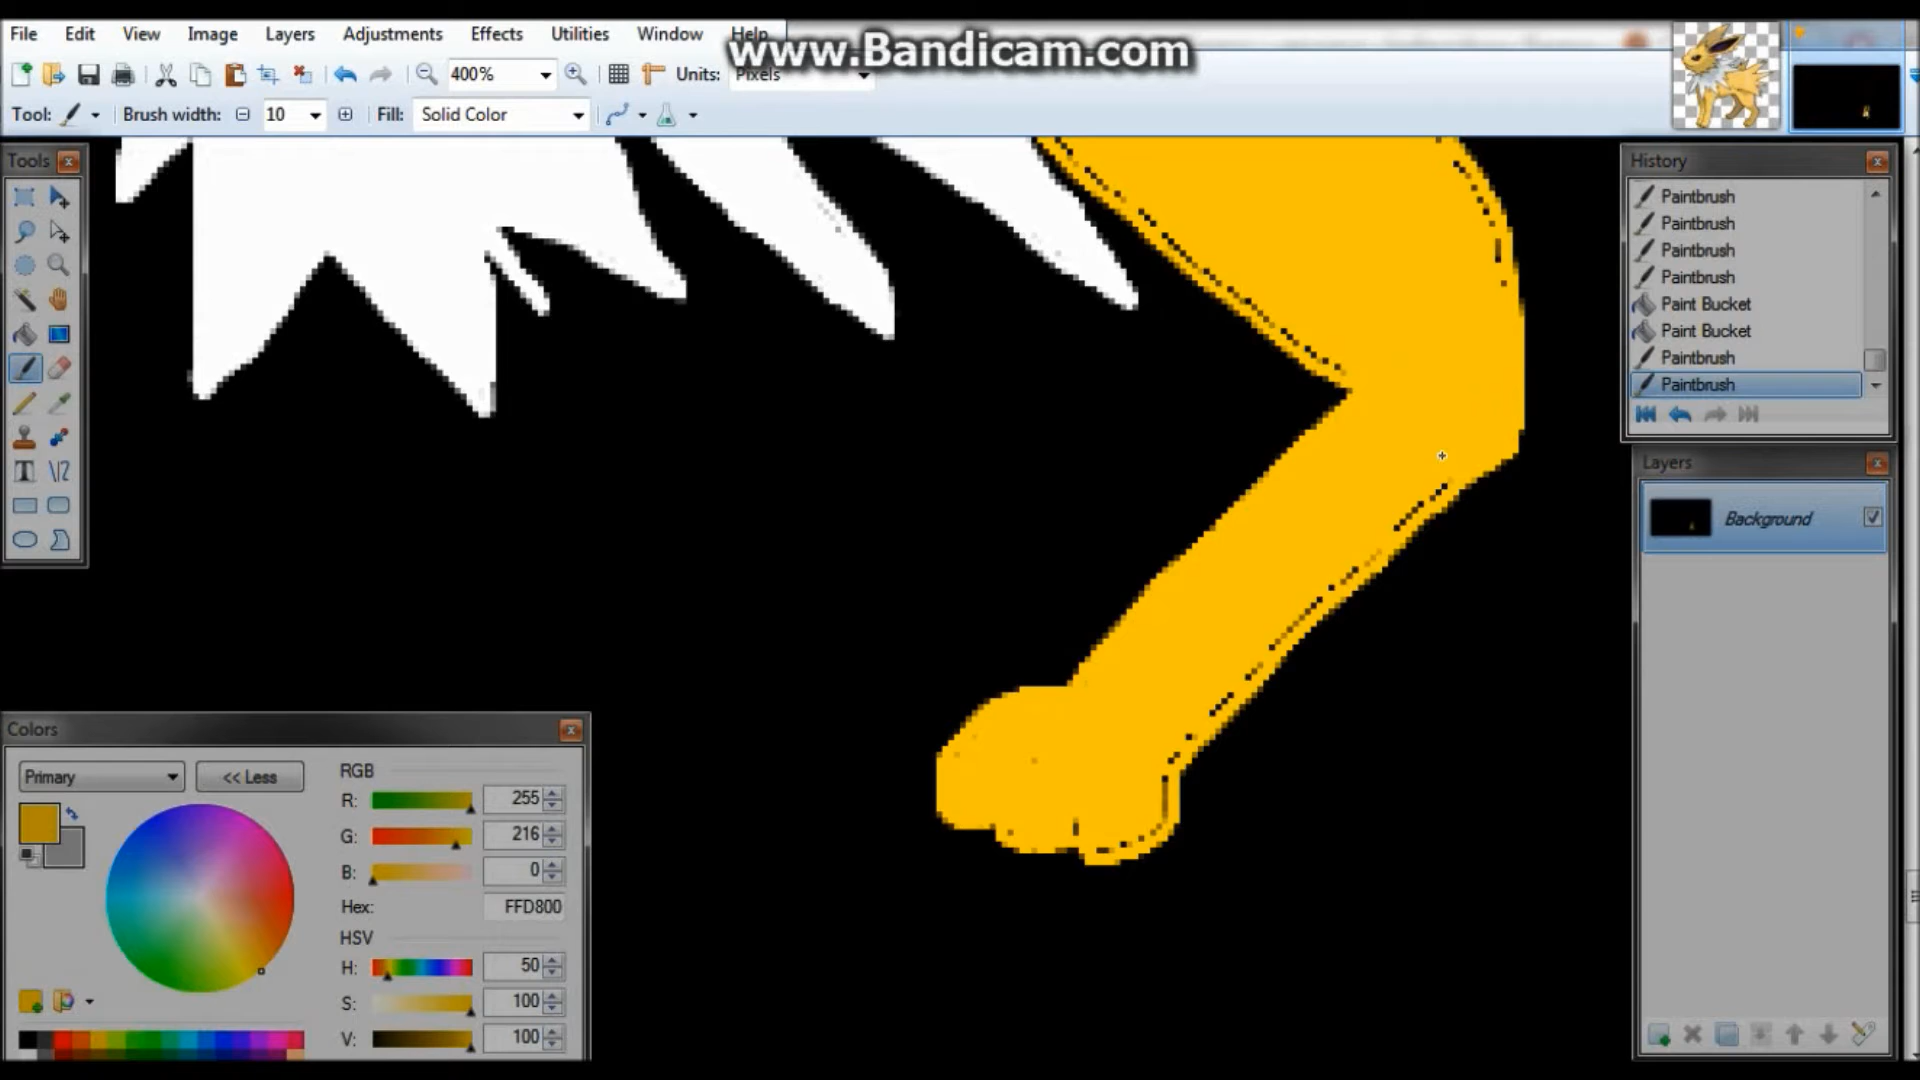 File Edit View Image Layers Adjustments Effects Utilities Window Help
www.Bandicam.com
400% Units: Pixels
Tool: Brush width: 10 Fill: Solid Color
Tools
History
Paintbrush
Paintbrush
Paintbrush
Paintbrush
Paint Bucket
Paint Bucket
Paintbrush
Paintbrush
Layers
Background
Colors
Primary << Less
RGB
R: 255
G: 216
B: 0
Hex: FFD800
HSV
H: 50
S: 100
V: 100